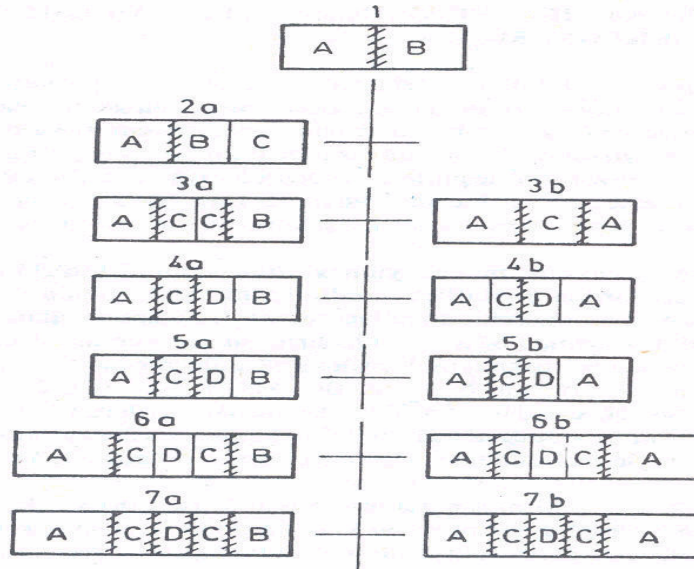 1
A B
2a
A B C
3a 3b
A C C B A C A
4a 4b
A C D B A C D A
5a 5b
A C D B A C D A
6a 6b
A C D C B A C D C A
7a 7b
A C D C B A C D C A